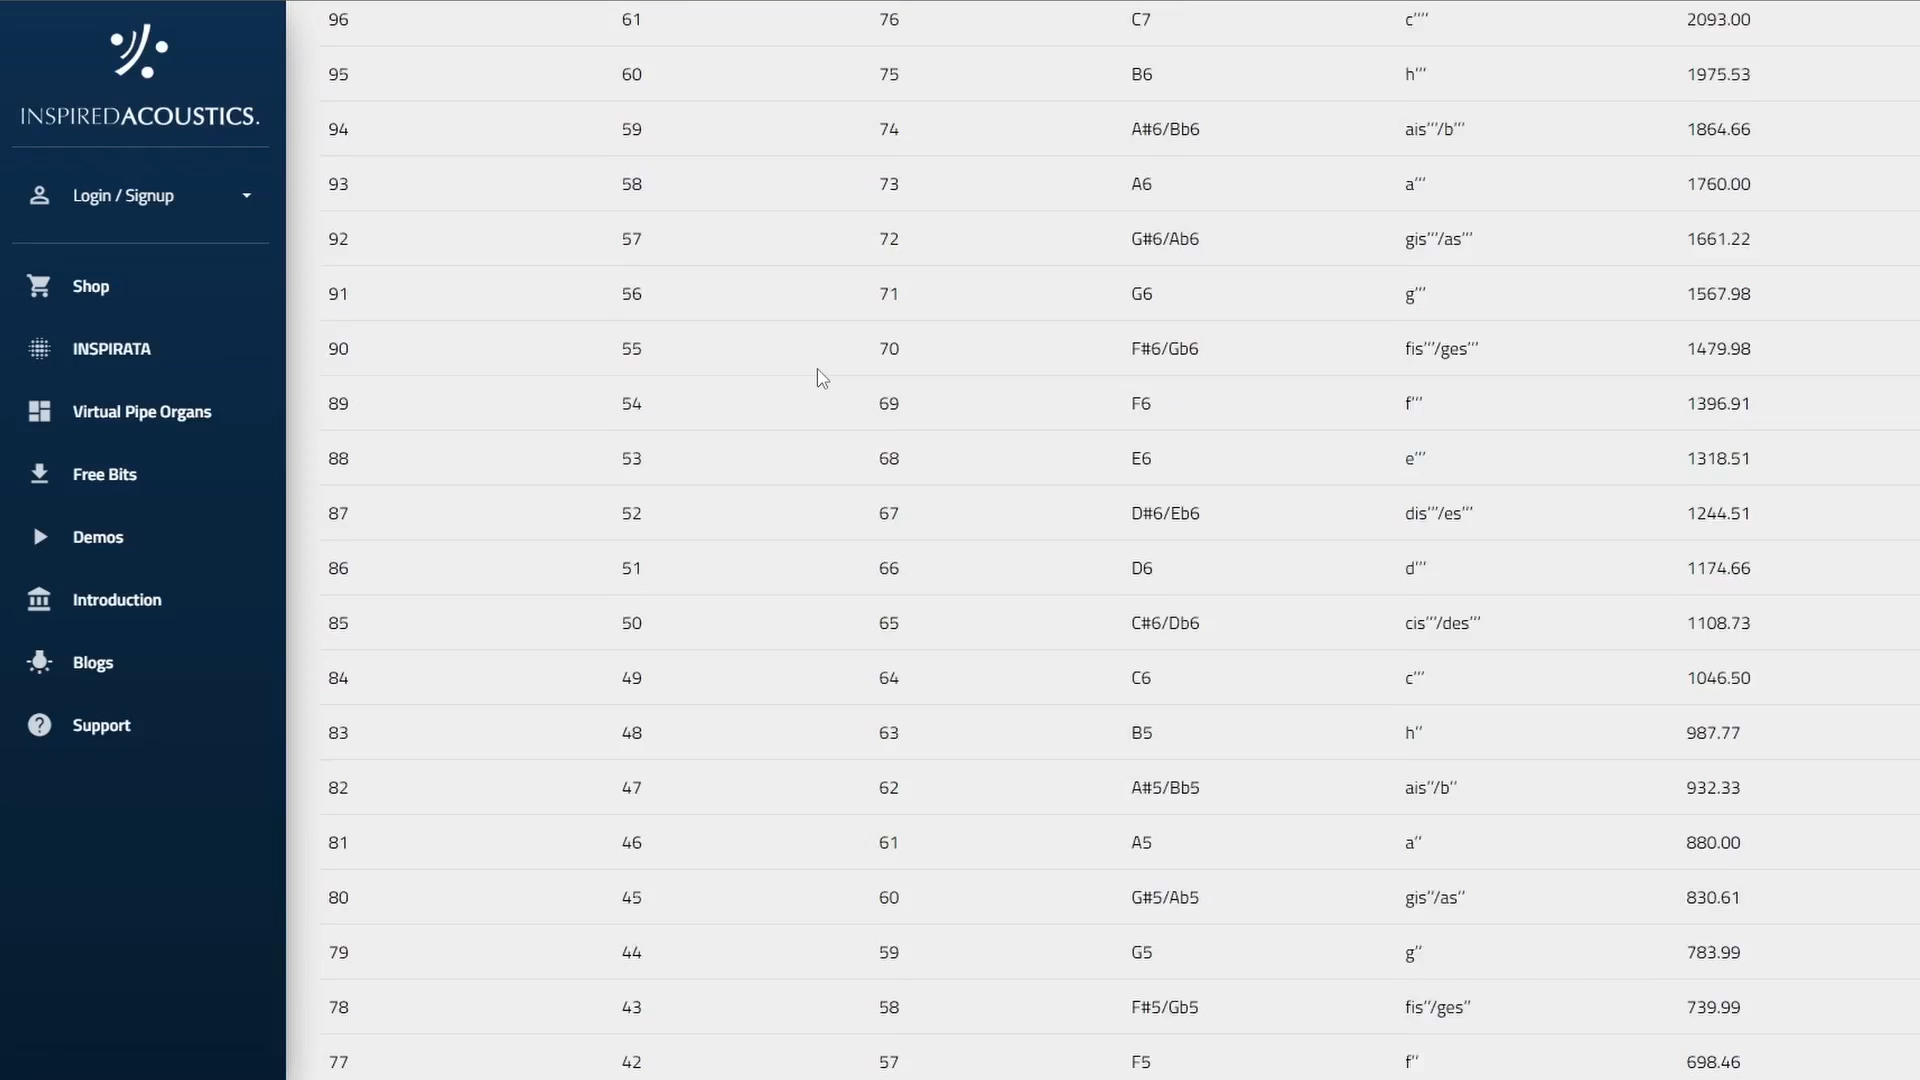 INSPIREDACOUSTICS.
Login / Signup
Shop
INSPIRATA
Virtual Pipe Organs
Free Bits
Demos
Introduction
Blogs
Support
96 61 76 C7 c'''' 2093.00
95 60 75 B6 h''' 1975.53
94 59 74 A#6/Bb6 ais'''/b''' 1864.66
93 58 73 A6 a''' 1760.00
92 57 72 G#6/Ab6 gis'''/as''' 1661.22
91 56 71 G6 g''' 1567.98
90 55 70 F#6/Gb6 fis'''/ges''' 1479.98
89 54 69 F6 f''' 1396.91
88 53 68 E6 e''' 1318.51
87 52 67 D#6/Eb6 dis'''/es''' 1244.51
86 51 66 D6 d''' 1174.66
85 50 65 C#6/Db6 cis'''/des''' 1108.73
84 49 64 C6 c''' 1046.50
83 48 63 B5 h'' 987.77
82 47 62 A#5/Bb5 ais''/b'' 932.33
81 46 61 A5 a'' 880.00
80 45 60 G#5/Ab5 gis''/as'' 830.61
79 44 59 G5 g'' 783.99
78 43 58 F#5/Gb5 fis''/ges'' 739.99
77 42 57 F5 f'' 698.46